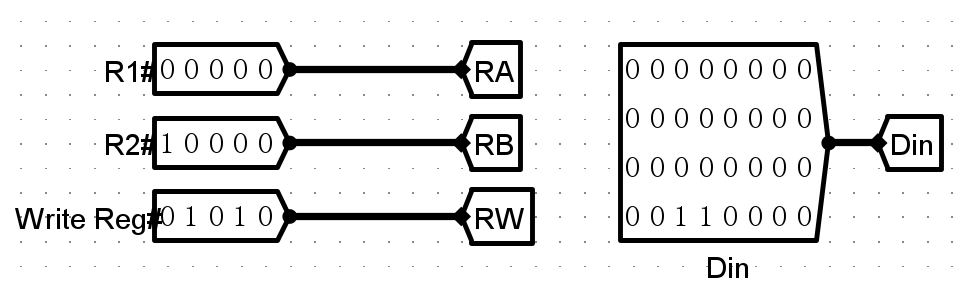 R1# 0 0 0 0 0 RA
R2# 1 0 0 0 0 RB
Write Reg# 0 1 0 1 0 RW
0 0 0 0 0 0 0 0
0 0 0 0 0 0 0 0
0 0 0 0 0 0 0 0
0 0 1 1 0 0 0 0
Din
Din